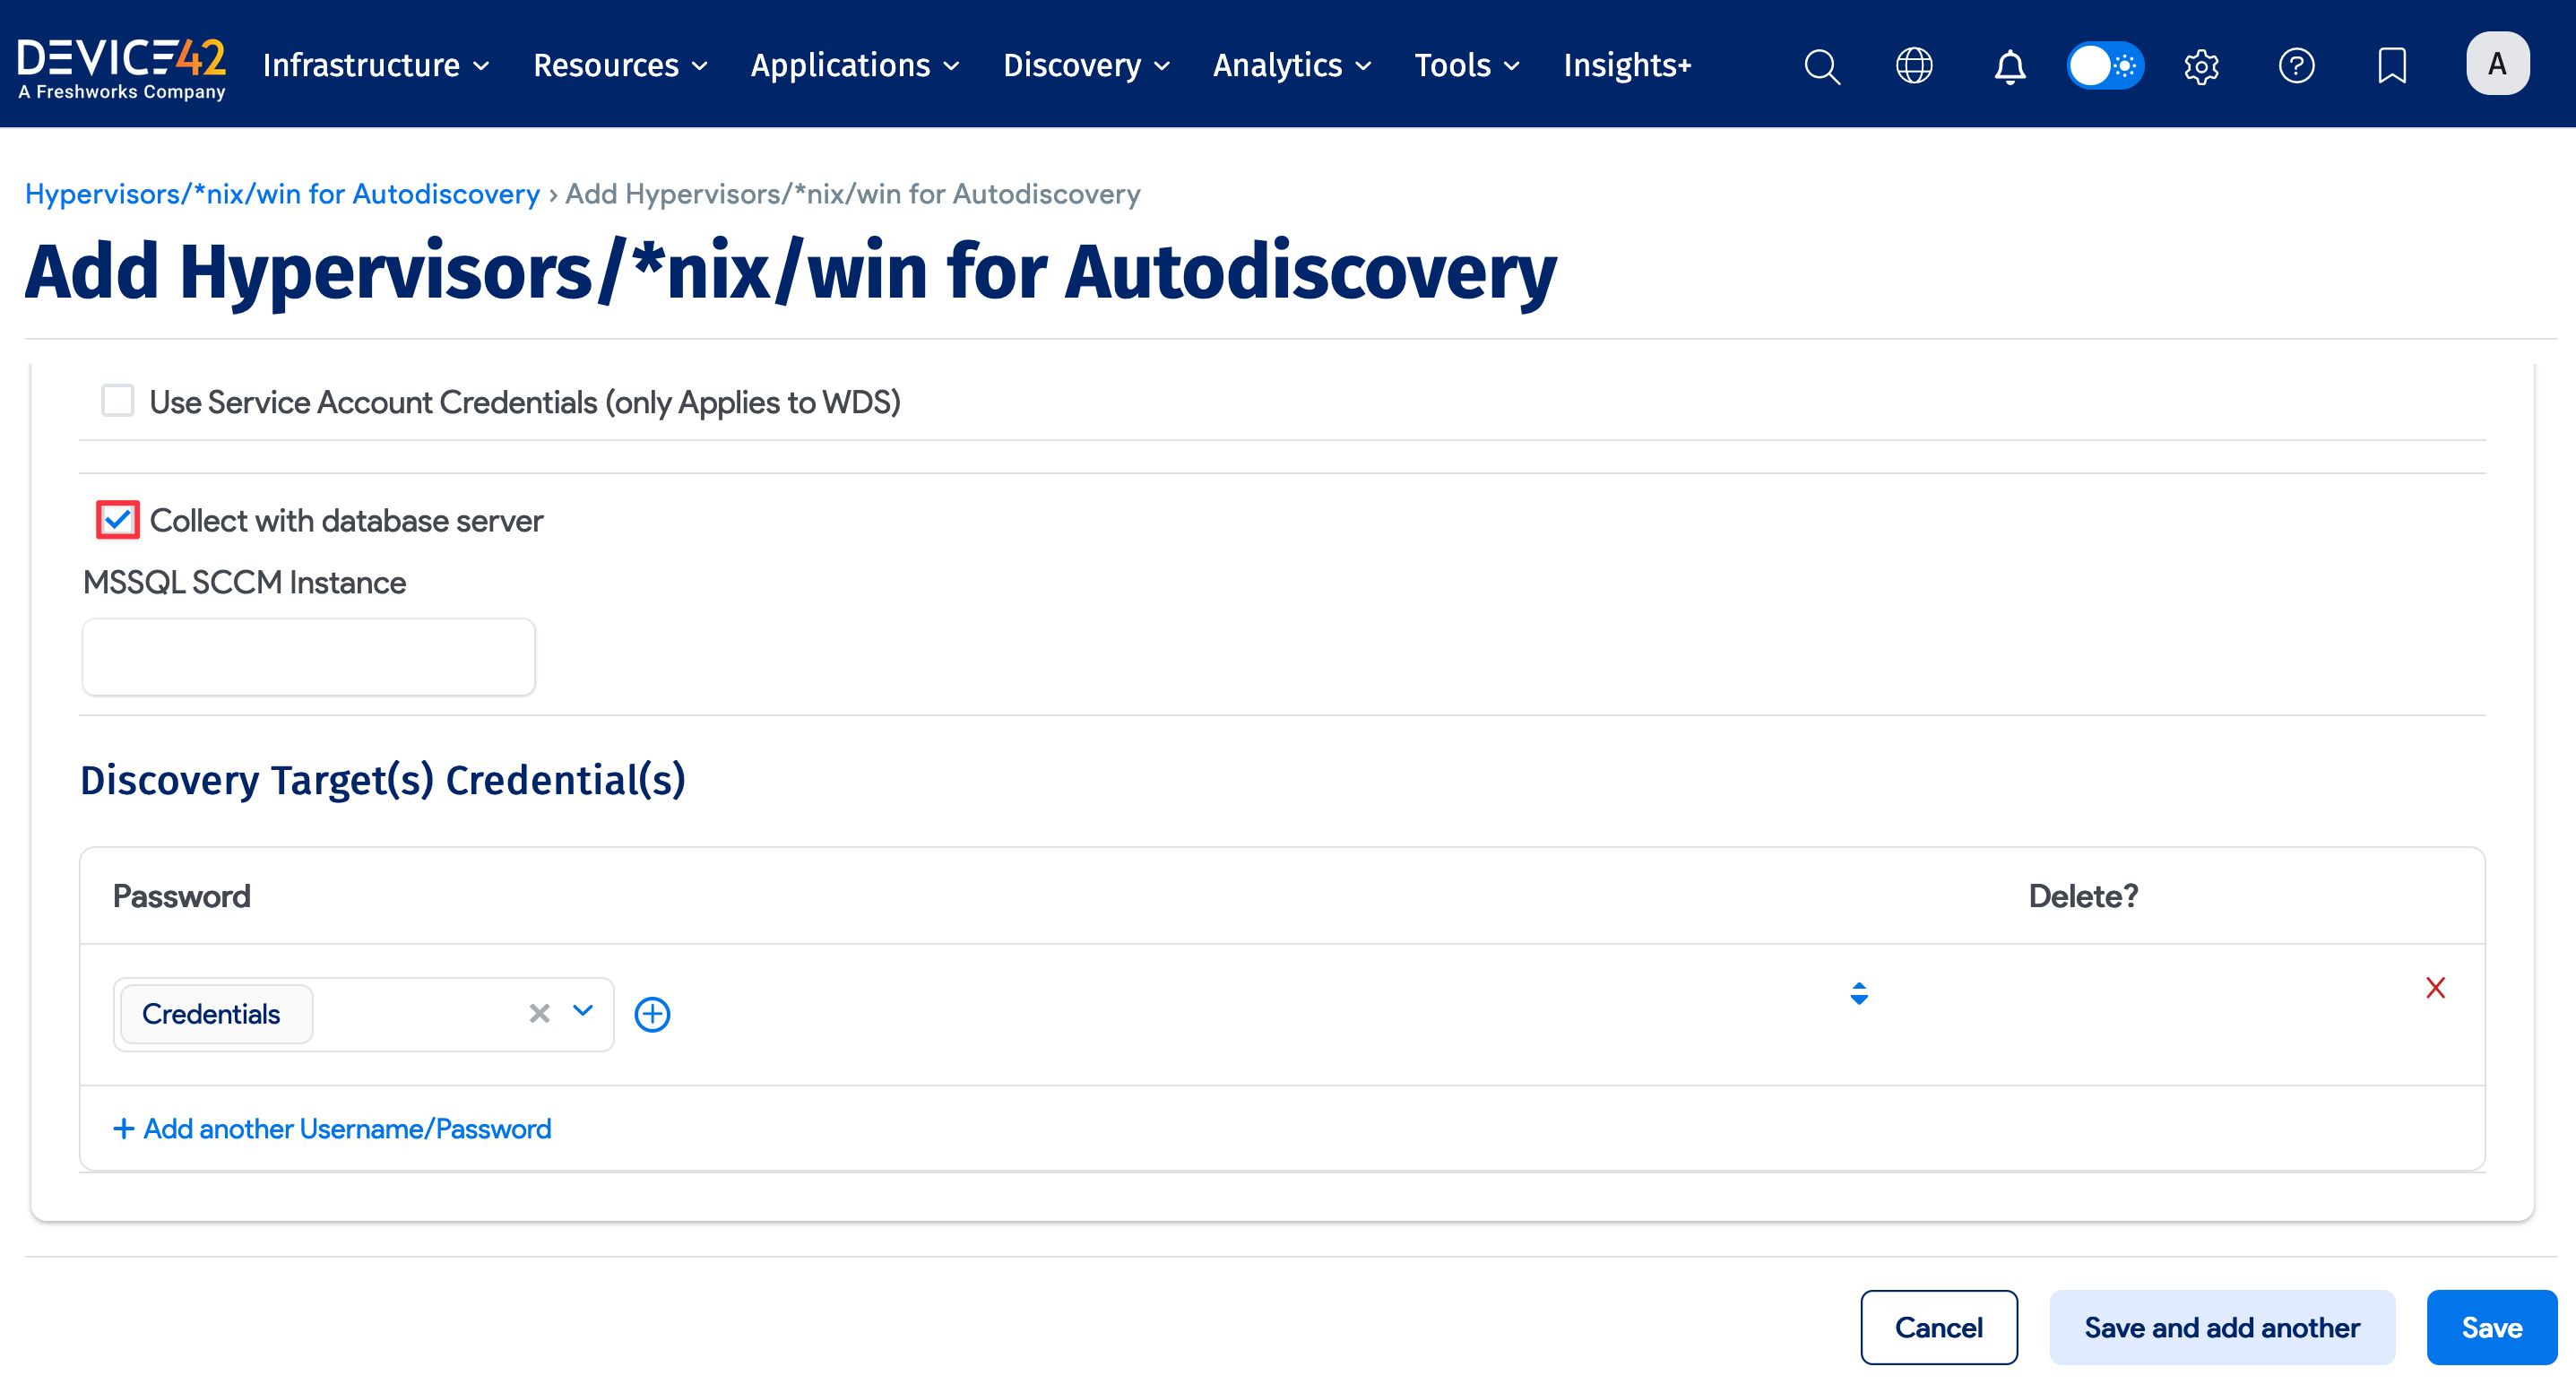 DEVICE42
A Freshworks Company
Infrastructure Resources Applications Discovery Analytics Tools Insights+ A
Hypervisors/*nix/win for Autodiscovery › Add Hypervisors/*nix/win for Autodiscovery
Add Hypervisors/*nix/win for Autodiscovery
Use Service Account Credentials (only Applies to WDS)
Collect with database server
MSSQL SCCM Instance
Discovery Target(s) Credential(s)
Password Delete?
Credentials
+ Add another Username/Password
Cancel Save and add another Save